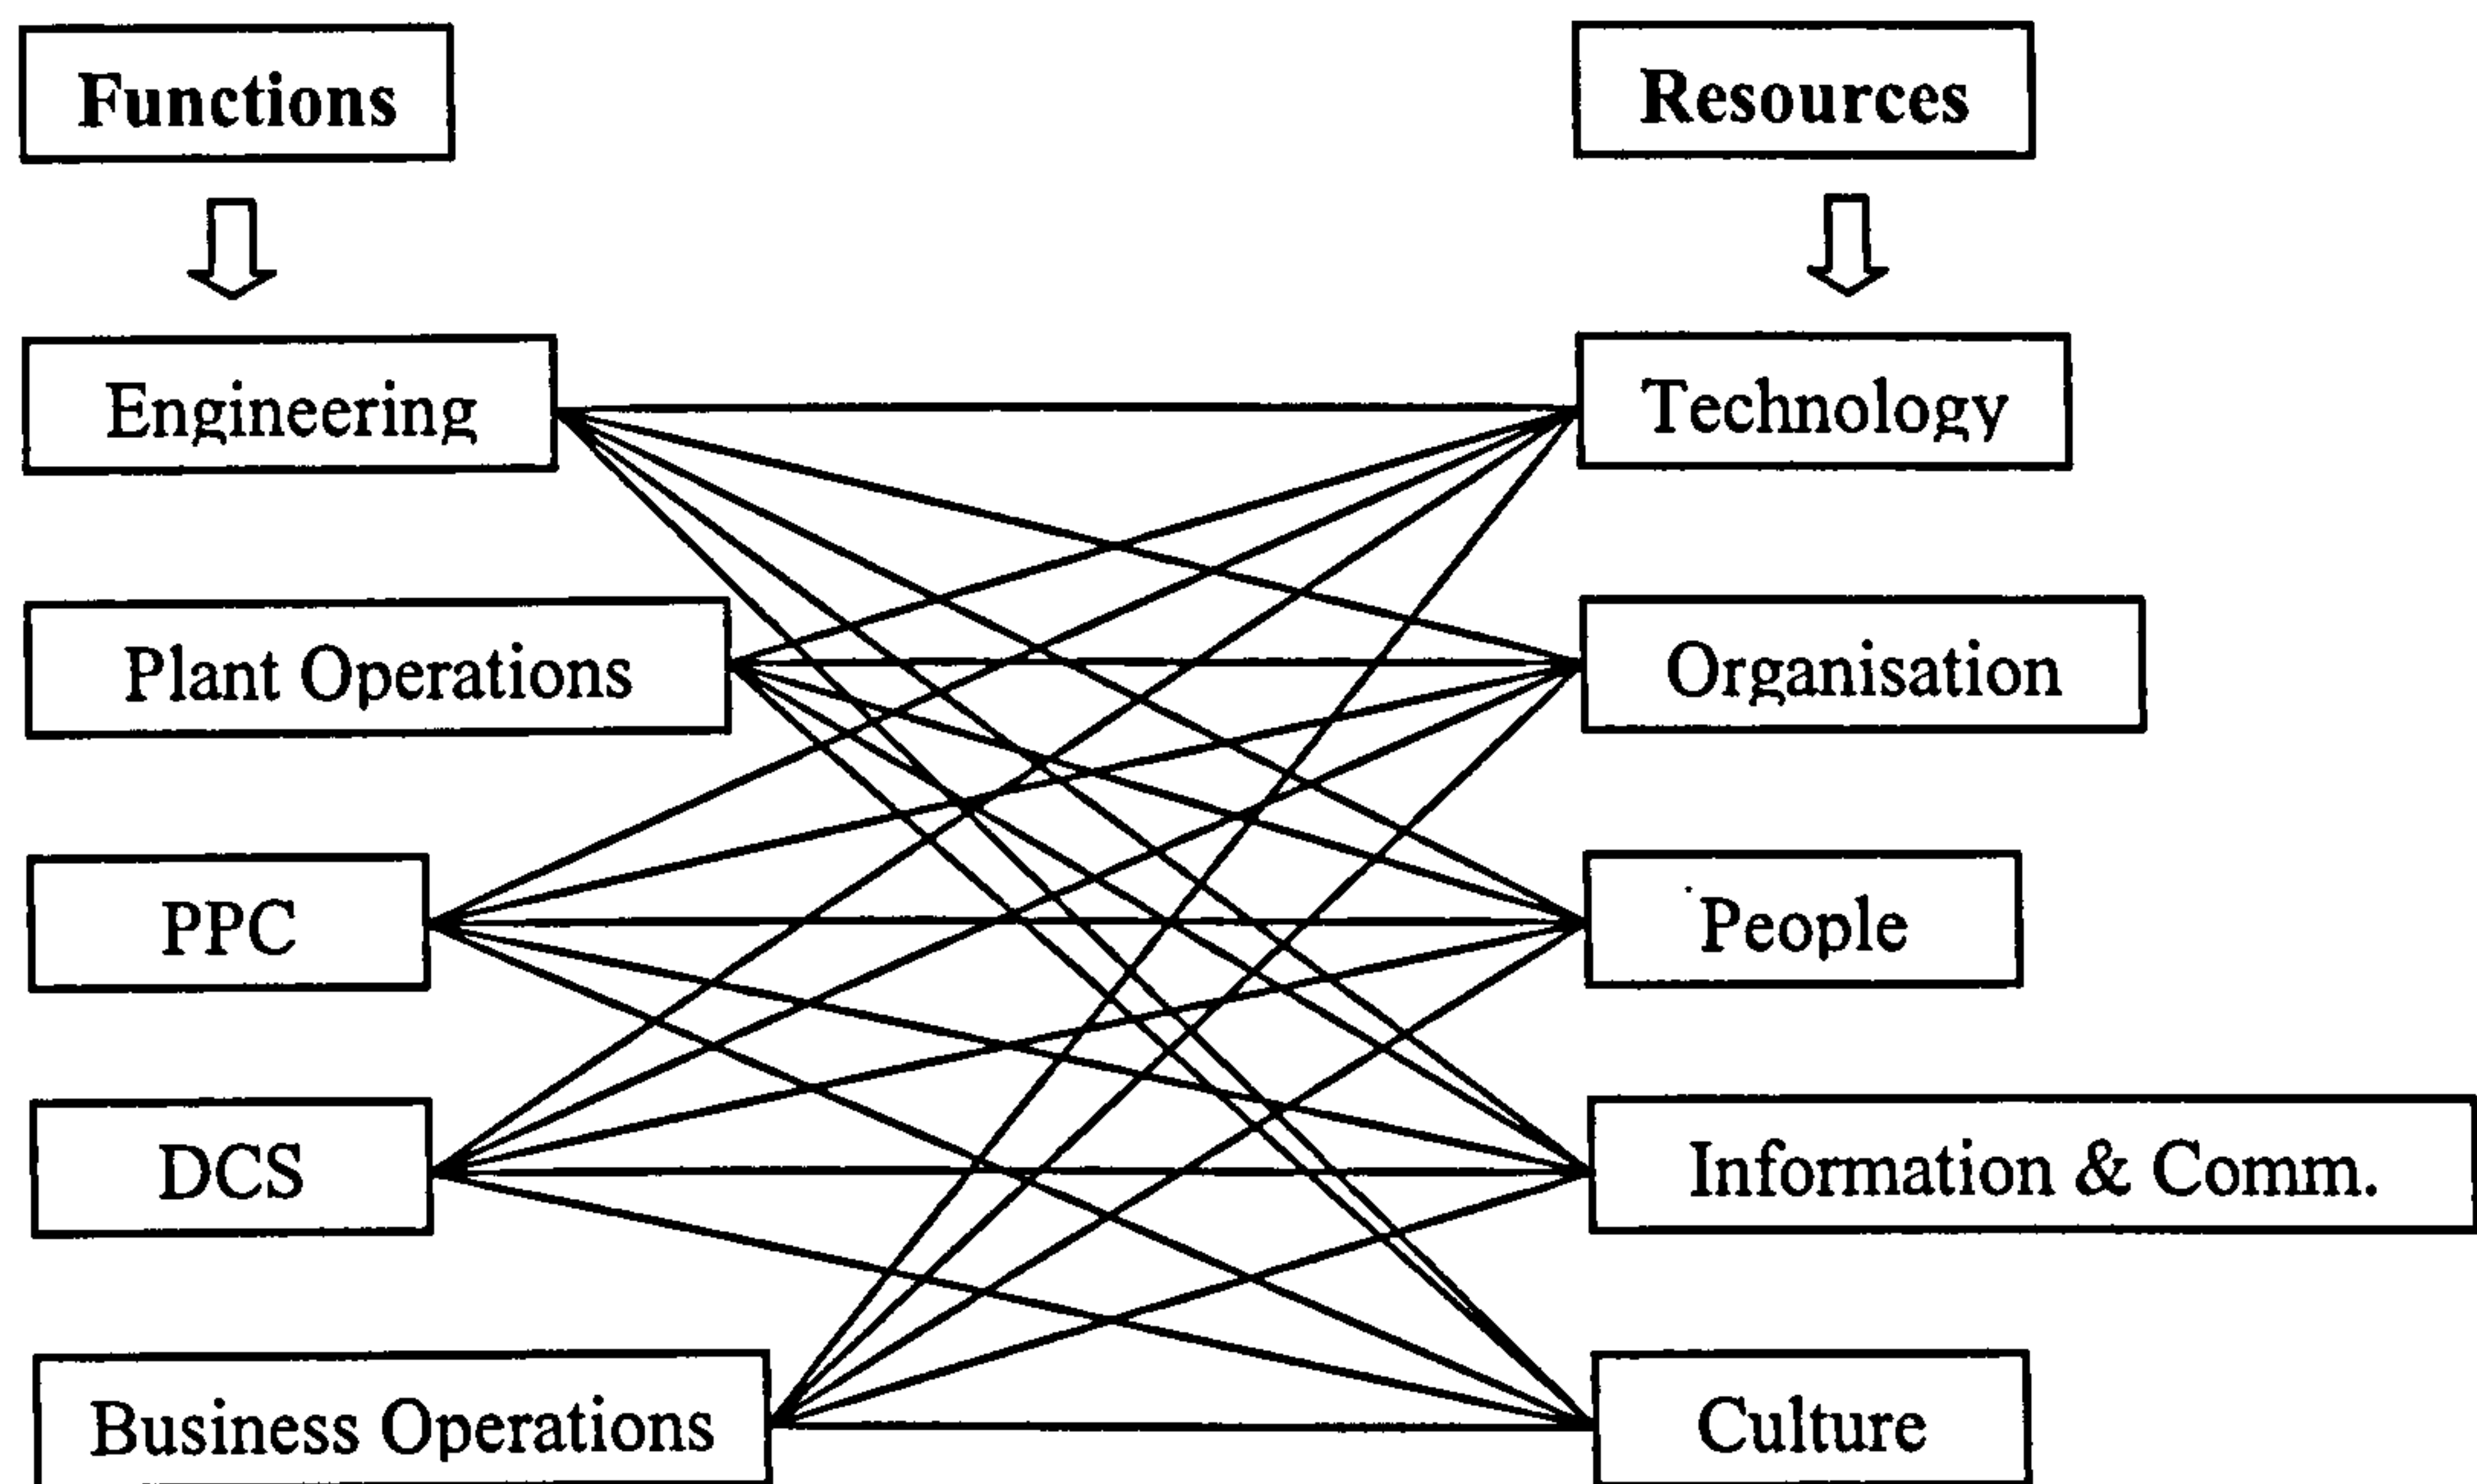 Functions
Resources
Engineering
Technology
Plant Operations
Organisation
PPC
People
DCS
Information & Comm.
Business Operations
Culture